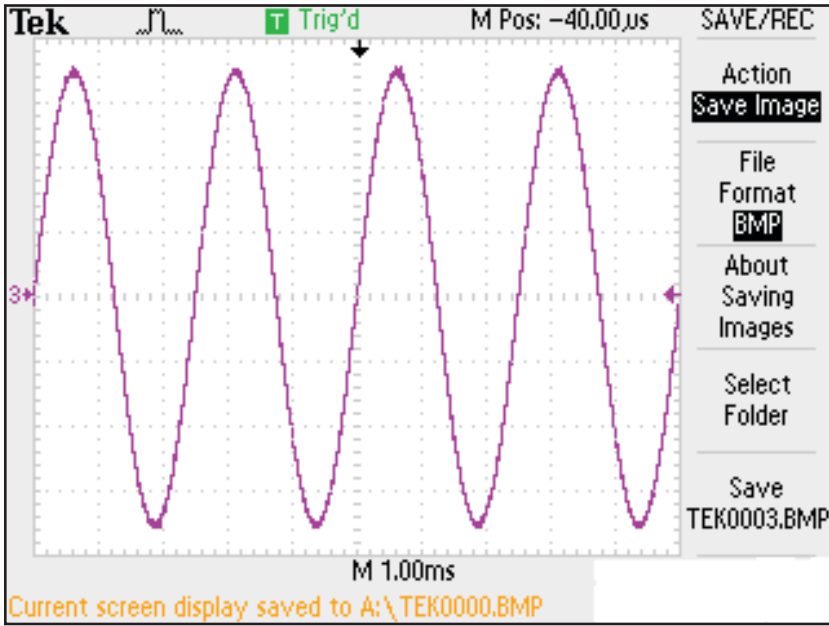 Tek
T Trig'd
M Pos: −40.00µs
SAVE/REC
Action
Save Image
File
Format
BMP
About
Saving
Images
Select
Folder
Save
TEK0003.BMP
3
M 1.00ms
Current screen display saved to A:\TEK0000.BMP